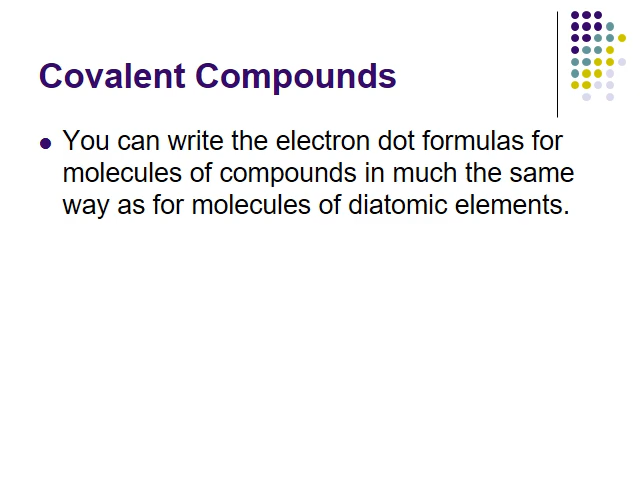 Covalent Compounds
You can write the electron dot formulas for
molecules of compounds in much the same
way as for molecules of diatomic elements.